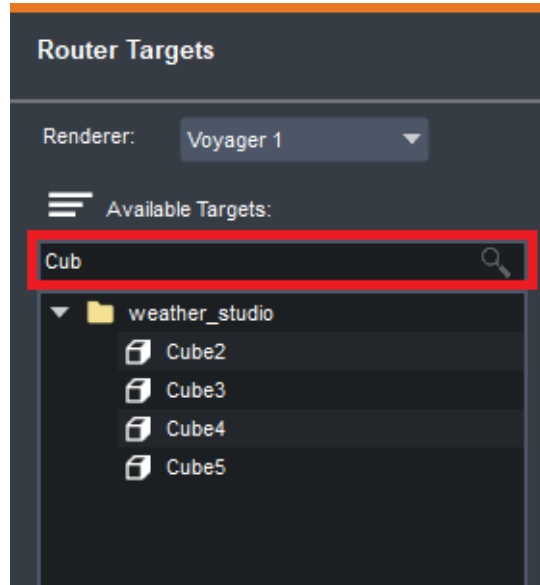 Router Targets
Renderer: Voyager 1
Available Targets:
Cub
weather_studio
Cube2
Cube3
Cube4
Cube5